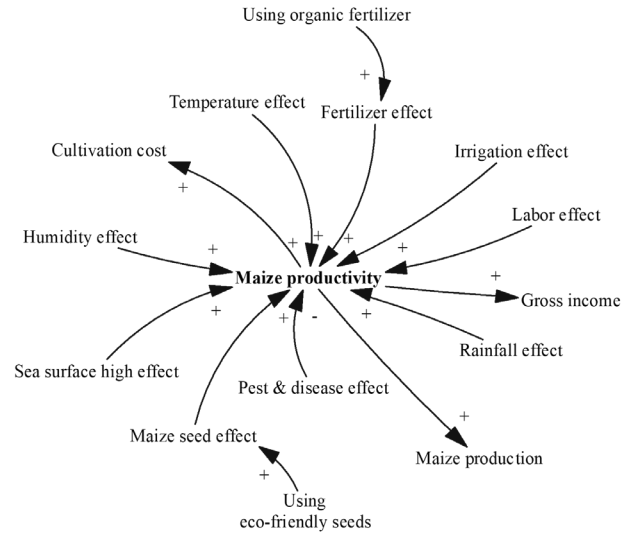 Using organic fertilizer
+
Temperature effect
Fertilizer effect
Cultivation cost
Irrigation effect
+
Labor effect
Humidity effect
+
+
+
+
+
Maize productivity
+
Gross income
+
+
-
+
Rainfall effect
Sea surface high effect
Pest & disease effect
+
Maize seed effect
Maize production
+
Using
eco-friendly seeds